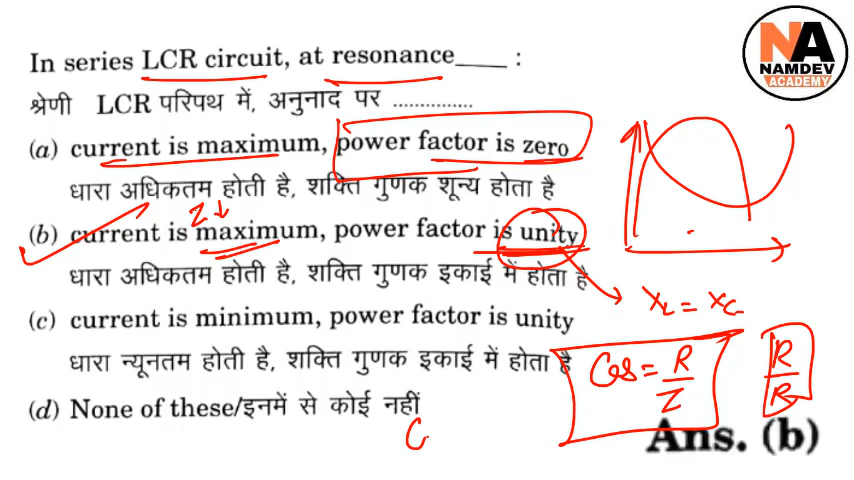 In series LCR circuit, at resonance____ :
श्रेणी LCR परिपथ में, अनुनाद पर ...............
(a) current is maximum, power factor is zero
धारा अधिकतम होती है, शक्ति गुणक शून्य होता है
Z↓
(b) current is maximum, power factor is unity
धारा अधिकतम होती है, शक्ति गुणक इकाई में होता है
(c) current is minimum, power factor is unity
धारा न्यूनतम होती है, शक्ति गुणक इकाई में होता है
(d) None of these/इनमें से कोई नहीं
Ans. (b)
NA
NAMDEV
ACADEMY
X_L = X_C
Cos = R/Z
R/R
C